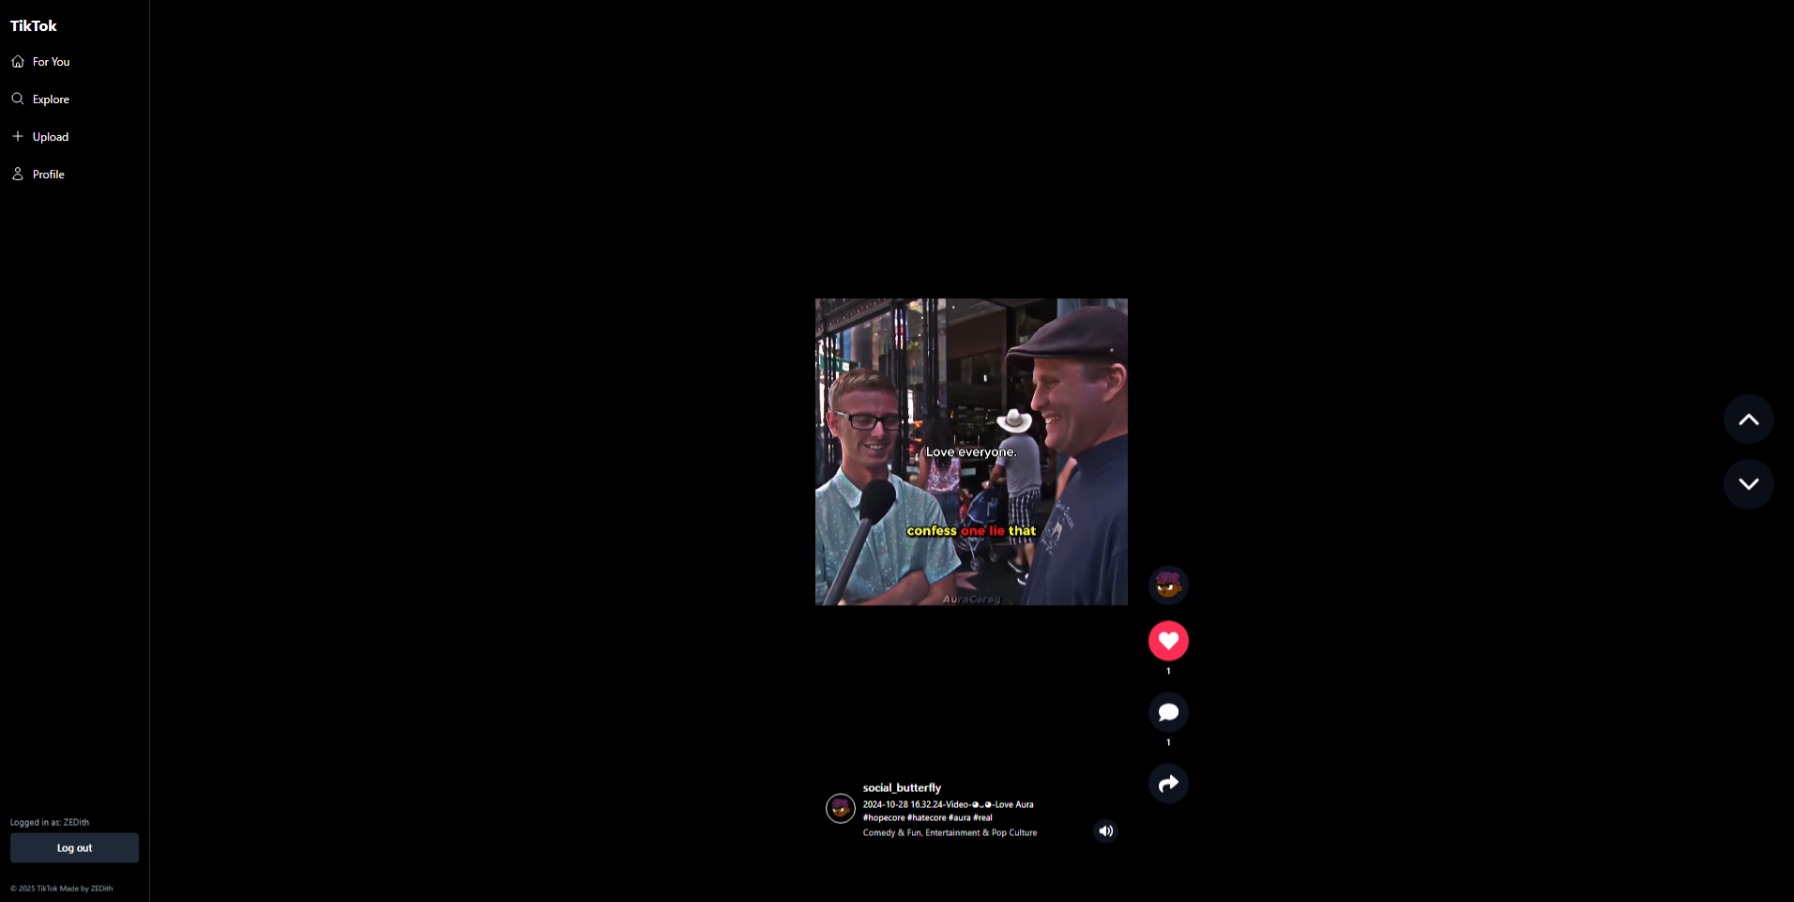 TikTok
For You
Explore
Upload
Profile
Love everyone.
confess one lie that
AuraCoreg
1
1
social_butterfly
2024-10-28 16.32.24-Video-◕⌣◕-Love Aura
#hopecore #hatecore #aura #real
Comedy & Fun, Entertainment & Pop Culture
Logged in as: ZEDith
Log out
© 2025 TikTok Made by ZEDith